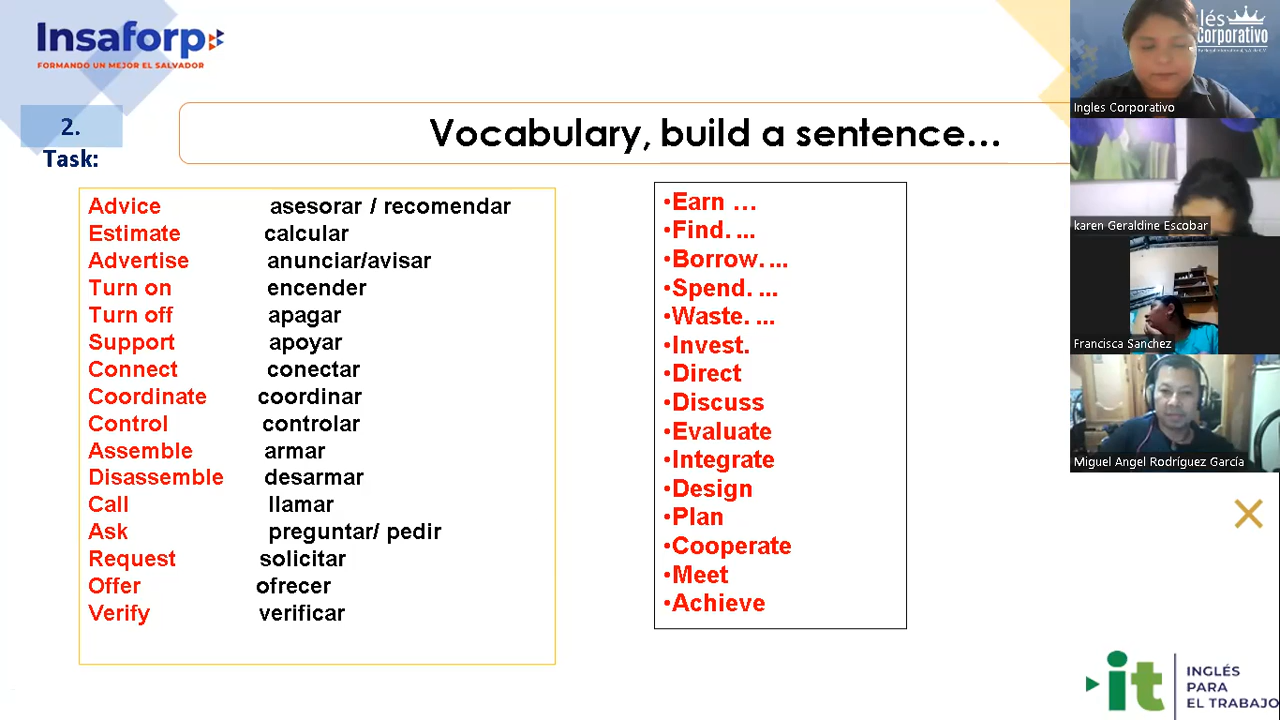 Insaforp
FORMANDO UN MEJOR EL SALVADOR
2.
Task:
Vocabulary, build a sentence...
Advice asesorar / recomendar
Estimate calcular
Advertise anunciar/avisar
Turn on encender
Turn off apagar
Support apoyar
Connect conectar
Coordinate coordinar
Control controlar
Assemble armar
Disassemble desarmar
Call llamar
Ask preguntar/ pedir
Request solicitar
Offer ofrecer
Verify verificar
•Earn …
•Find. ...
•Borrow. ...
•Spend. ...
•Waste. ...
•Invest.
•Direct
•Discuss
•Evaluate
•Integrate
•Design
•Plan
•Cooperate
•Meet
•Achieve
lés
Corporativo
Ingles Corporativo
karen Geraldine Escobar
Francisca Sanchez
Miguel Angel Rodríguez García
it
INGLÉS
PARA
EL TRABAJO